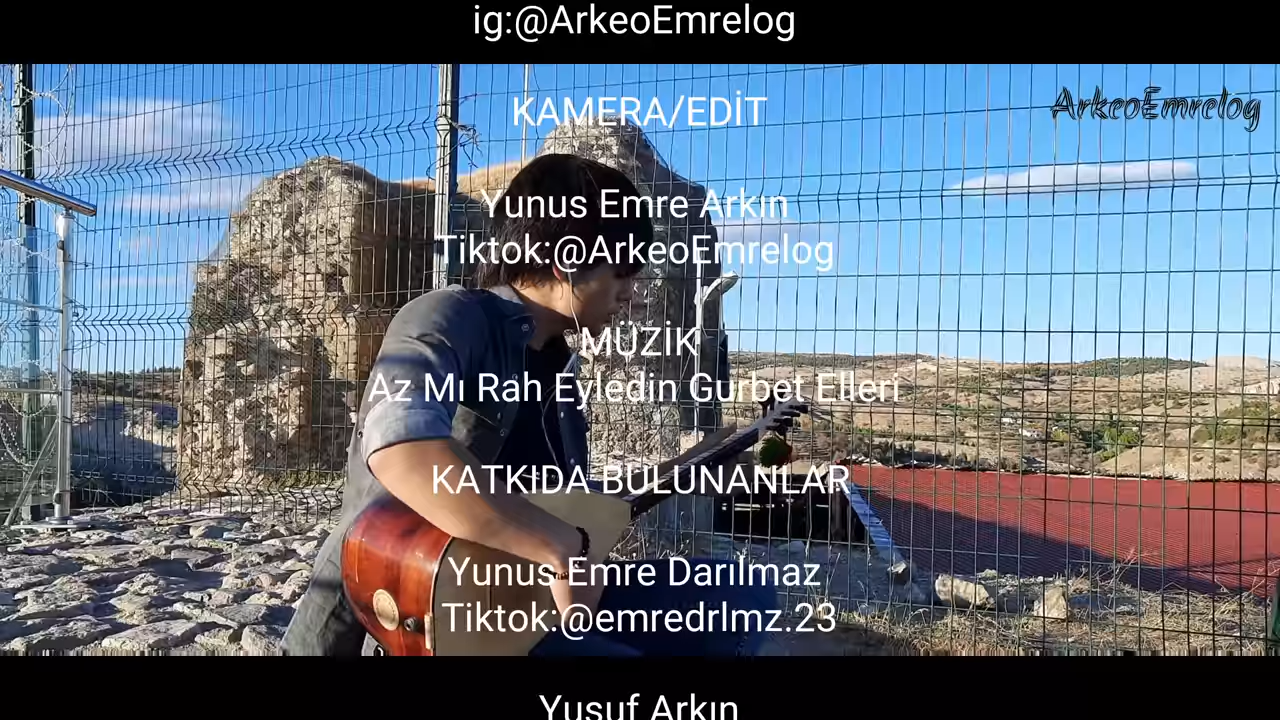 ig:@ArkeoEmrelog
ArkeoEmrelog
KAMERA/EDİT
Yunus Emre Arkın
Tiktok:@ArkeoEmrelog
MÜZİK
Az Mı Rah Eyledin Gurbet Elleri
KATKIDA BULUNANLAR
Yunus Emre Darılmaz
Tiktok:@emredrlmz.23
Yusuf Arkın